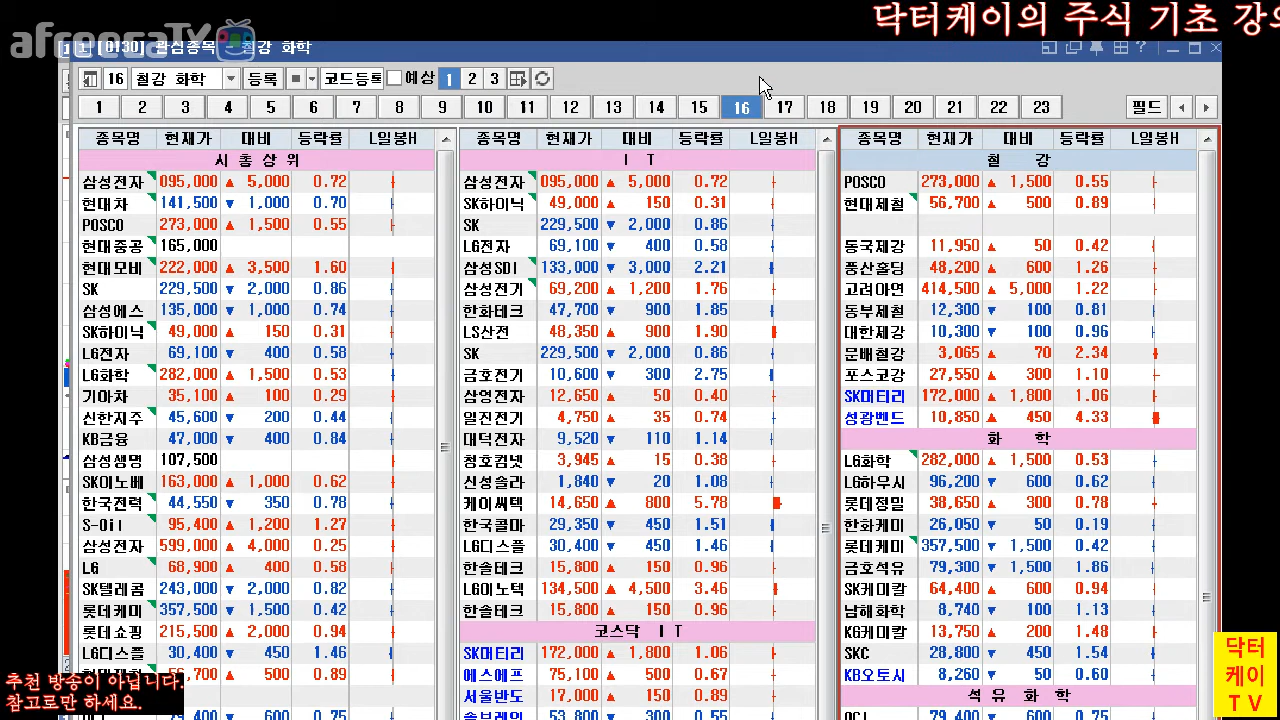 닥터케이의 주식 기초 강의
afreecaTV
[0130] 관심종목 - 철강 화학
16 철강 화학 등록 코드등록 예상 1 2 3
1 2 3 4 5 6 7 8 9 10 11 12 13 14 15 16 17 18 19 20 21 22 23 필드
종목명 현재가 대비 등락률 L일봉H
시 총 상 위
삼성전자 095,000 ▲ 5,000 0.72
현대차 141,500 ▼ 1,000 0.70
POSCO 273,000 ▲ 1,500 0.55
현대중공 165,000
현대모비 222,000 ▲ 3,500 1.60
SK 229,500 ▼ 2,000 0.86
삼성에스 135,000 ▼ 1,000 0.74
SK하이닉 49,000 ▲ 150 0.31
LG전자 69,100 ▼ 400 0.58
LG화학 282,000 ▲ 1,500 0.53
기아차 35,100 ▲ 100 0.29
신한지주 45,600 ▼ 200 0.44
KB금융 47,000 ▼ 400 0.84
삼성생명 107,500
SK이노베 163,000 ▲ 1,000 0.62
한국전력 44,550 ▼ 350 0.78
S-Oil 95,400 ▲ 1,200 1.27
삼성전자 599,000 ▲ 4,000 0.25
LG 68,900 ▲ 400 0.58
SK텔레콤 243,000 ▼ 2,000 0.82
롯데케미 357,500 ▼ 1,500 0.42
롯데쇼핑 215,500 ▲ 2,000 0.94
LG디스플 30,400 ▼ 450 1.46
56,700 ▲ 500 0.89
종목명 현재가 대비 등락률 L일봉H
I T
삼성전자 095,000 ▲ 5,000 0.72
SK하이닉 49,000 ▲ 150 0.31
SK 229,500 ▼ 2,000 0.86
LG전자 69,100 ▼ 400 0.58
삼성SDI 133,000 ▼ 3,000 2.21
삼성전기 69,200 ▲ 1,200 1.76
한화테크 47,700 ▼ 900 1.85
LS산전 48,350 ▲ 900 1.90
SK 229,500 ▼ 2,000 0.86
금호전기 10,600 ▼ 300 2.75
삼영전자 12,650 ▲ 50 0.40
일진전기 4,750 ▲ 35 0.74
대덕전자 9,520 ▼ 110 1.14
청호컴넷 3,945 ▲ 15 0.38
신성솔라 1,840 ▼ 20 1.08
케이씨텍 14,650 ▲ 800 5.78
한국콜마 29,350 ▼ 450 1.51
LG디스플 30,400 ▼ 450 1.46
한솔테크 15,800 ▲ 150 0.96
LG이노텍 134,500 ▲ 4,500 3.46
한솔테크 15,800 ▲ 150 0.96
코스닥 I T
SK머티리 172,000 ▲ 1,800 1.06
에스에프 75,100 ▲ 500 0.67
서울반도 17,000 ▲ 150 0.89
솔브레인 53,800 ▼ 300 0.55
종목명 현재가 대비 등락률 L일봉H
철 강
POSCO 273,000 ▲ 1,500 0.55
현대제철 56,700 ▲ 500 0.89
동국제강 11,950 ▲ 50 0.42
풍산홀딩 48,200 ▲ 600 1.26
고려아연 414,500 ▲ 5,000 1.22
동부제철 12,300 ▼ 100 0.81
대한제강 10,300 ▼ 100 0.96
문배철강 3,065 ▲ 70 2.34
포스코강 27,550 ▲ 300 1.10
SK머티리 172,000 ▲ 1,800 1.06
성광벤드 10,850 ▲ 450 4.33
화 학
LG화학 282,000 ▲ 1,500 0.53
LG하우시 96,200 ▼ 600 0.62
롯데정밀 38,650 ▲ 300 0.78
한화케미 26,050 ▼ 50 0.19
롯데케미 357,500 ▼ 1,500 0.42
금호석유 79,300 ▼ 1,500 1.86
SK케미칼 64,400 ▲ 600 0.94
남해화학 8,740 ▼ 100 1.13
KG케미칼 13,750 ▲ 200 1.48
SKC 28,800 ▼ 450 1.54
KB오토시 8,260 ▼ 50 0.60
석 유 화 학
OCI 79,400 ▼ 600 0.75
추천 방송이 아닙니다.
참고로만 하세요.
닥터
케이
T V